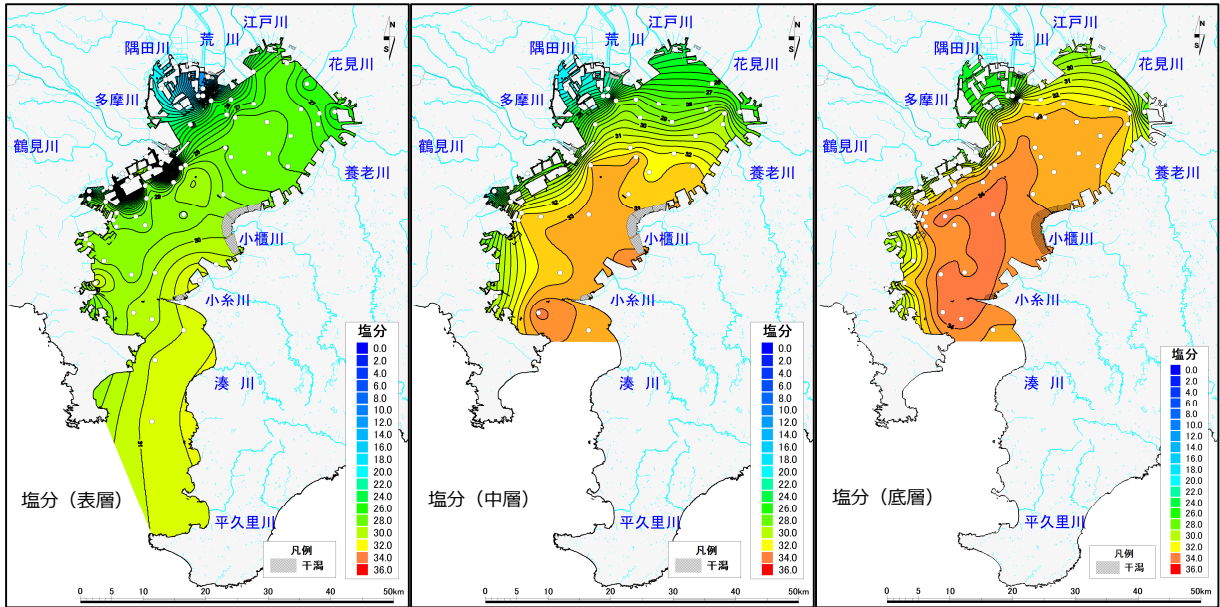 江戸川
隅田川
荒 川
花見川
多摩川
鶴見川
養老川
小櫃川
小糸川
湊 川
平久里川
塩分（表層）
塩分
0.0
2.0
4.0
6.0
8.0
10.0
12.0
14.0
16.0
18.0
20.0
22.0
24.0
26.0
28.0
30.0
32.0
34.0
36.0
凡例
干潟
N
S
0 10 20 30 40 50km
5
江戸川
隅田川
荒 川
花見川
多摩川
鶴見川
養老川
小櫃川
小糸川
湊 川
平久里川
塩分（中層）
塩分
0.0
2.0
4.0
6.0
8.0
10.0
12.0
14.0
16.0
18.0
20.0
22.0
24.0
26.0
28.0
30.0
32.0
34.0
36.0
凡例
干潟
N
S
0 10 20 30 40 50km
5
江戸川
隅田川
荒 川
花見川
多摩川
鶴見川
養老川
小櫃川
小糸川
湊 川
平久里川
塩分（底層）
塩分
0.0
2.0
4.0
6.0
8.0
10.0
12.0
14.0
16.0
18.0
20.0
22.0
24.0
26.0
28.0
30.0
32.0
34.0
36.0
凡例
干潟
N
S
0 10 20 30 40 50km
5